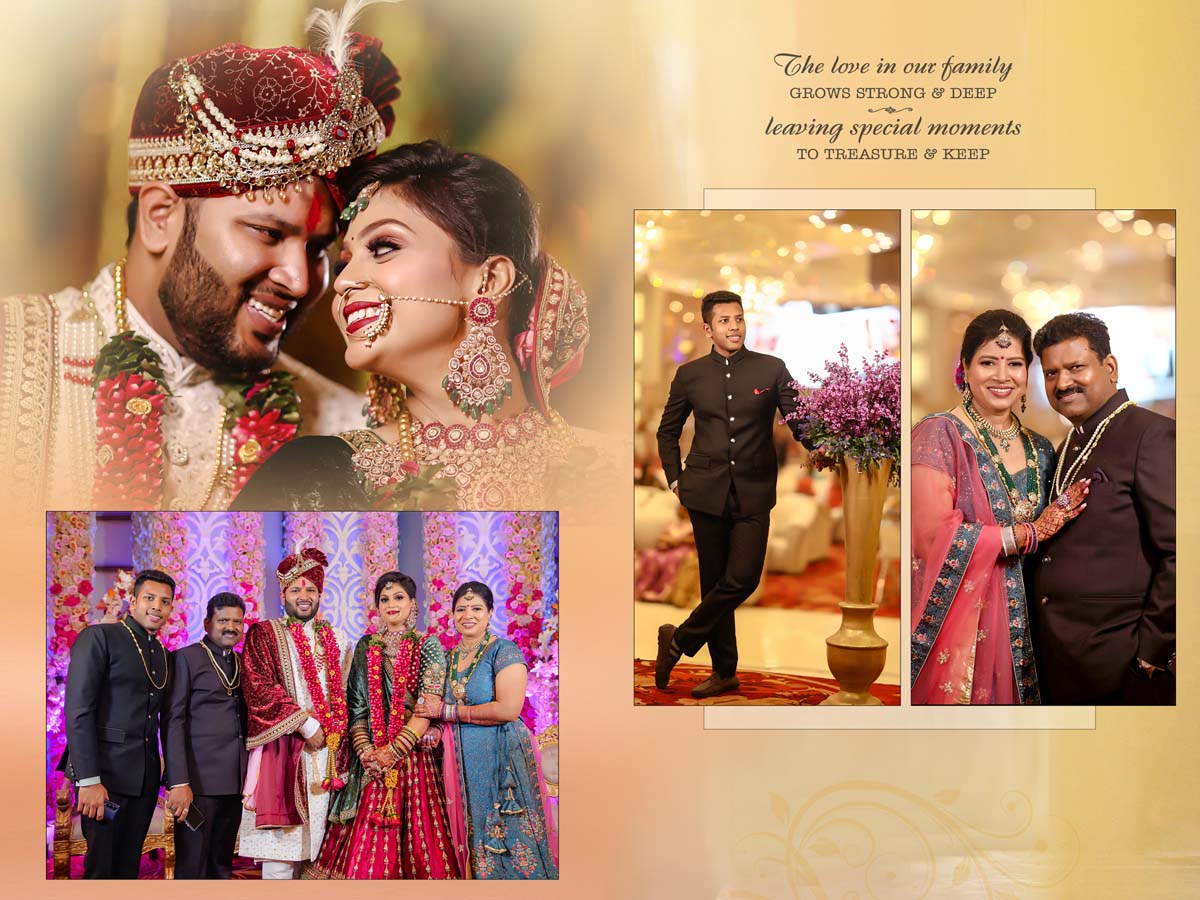 The love in our family
GROWS STRONG & DEEP
leaving special moments
TO TREASURE & KEEP